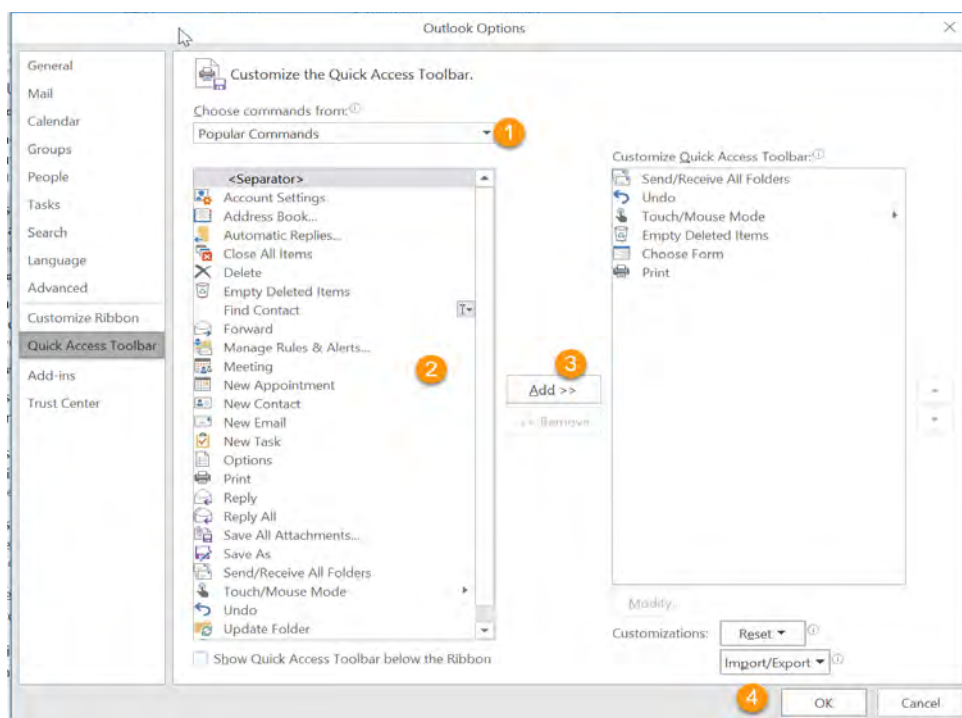 Outlook Options
General
Mail
Calendar
Groups
People
Tasks
Search
Language
Advanced
Customize Ribbon
Quick Access Toolbar
Add-ins
Trust Center
Customize the Quick Access Toolbar.
Choose commands from:
Popular Commands
1
<Separator>
Account Settings
Address Book...
Automatic Replies...
Close All Items
Delete
Empty Deleted Items
Find Contact
Forward
Manage Rules & Alerts...
Meeting
New Appointment
New Contact
New Email
New Task
Options
Print
Reply
Reply All
Save All Attachments...
Save As
Send/Receive All Folders
Touch/Mouse Mode
Undo
Update Folder
2
Show Quick Access Toolbar below the Ribbon
3
Add >>
<< Remove
Customize Quick Access Toolbar:
Send/Receive All Folders
Undo
Touch/Mouse Mode
Empty Deleted Items
Choose Form
Print
Modify...
Customizations:
Reset
Import/Export
4
OK
Cancel